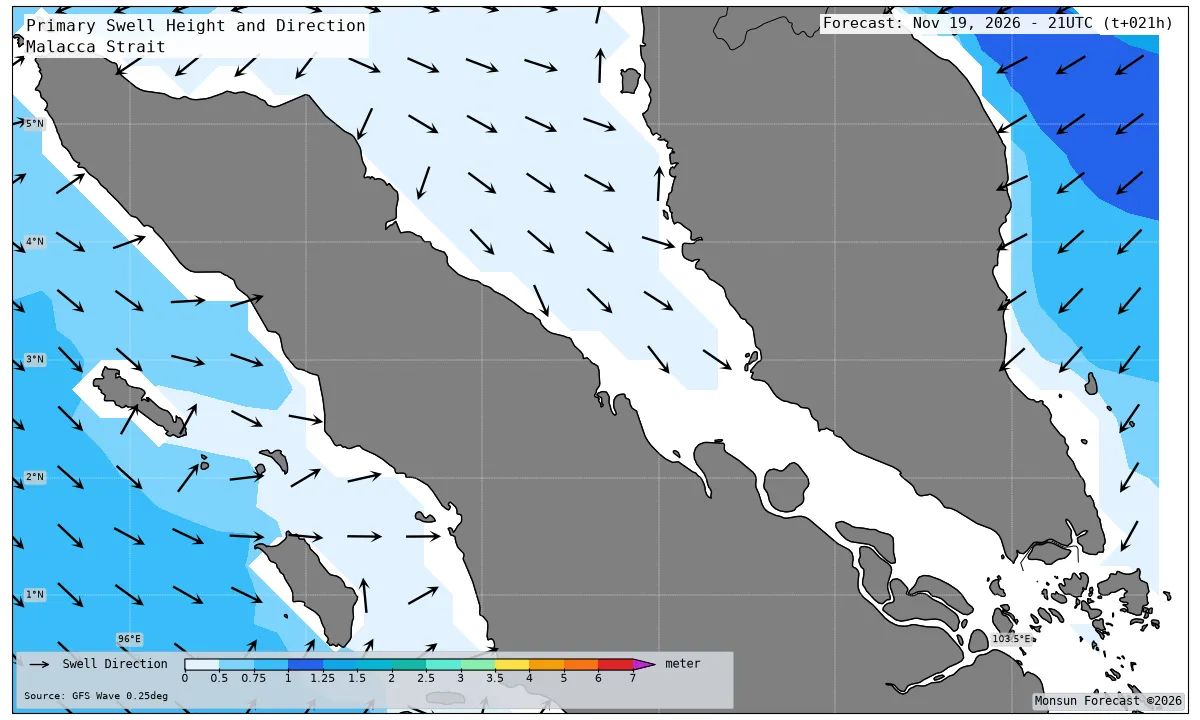 Primary Swell Height and Direction
Malacca Strait
Forecast: Nov 19, 2026 - 21UTC (t+021h)
5°N
4°N
3°N
2°N
1°N
96°E
103.5°E
Swell Direction
meter
0 0.5 0.75 1 1.25 1.5 1.75 2 2.5 3 3.5 4 5 6 7
Source: GFS Wave 0.25deg
Monsun Forecast ©2026